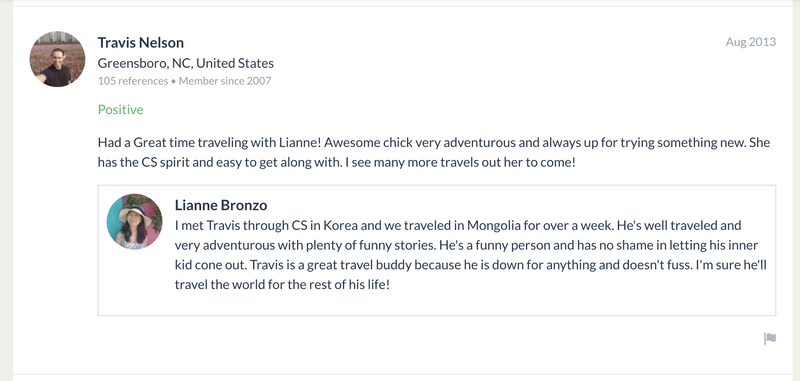 Travis Nelson
Aug 2013
Greensboro, NC, United States
105 references • Member since 2007
Positive
Had a Great time traveling with Lianne! Awesome chick very adventurous and always up for trying something new. She
has the CS spirit and easy to get along with. I see many more travels out her to come!
Lianne Bronzo
I met Travis through CS in Korea and we traveled in Mongolia for over a week. He's well traveled and
very adventurous with plenty of funny stories. He's a funny person and has no shame in letting his inner
kid cone out. Travis is a great travel buddy because he is down for anything and doesn't fuss. I'm sure he'll
travel the world for the rest of his life!